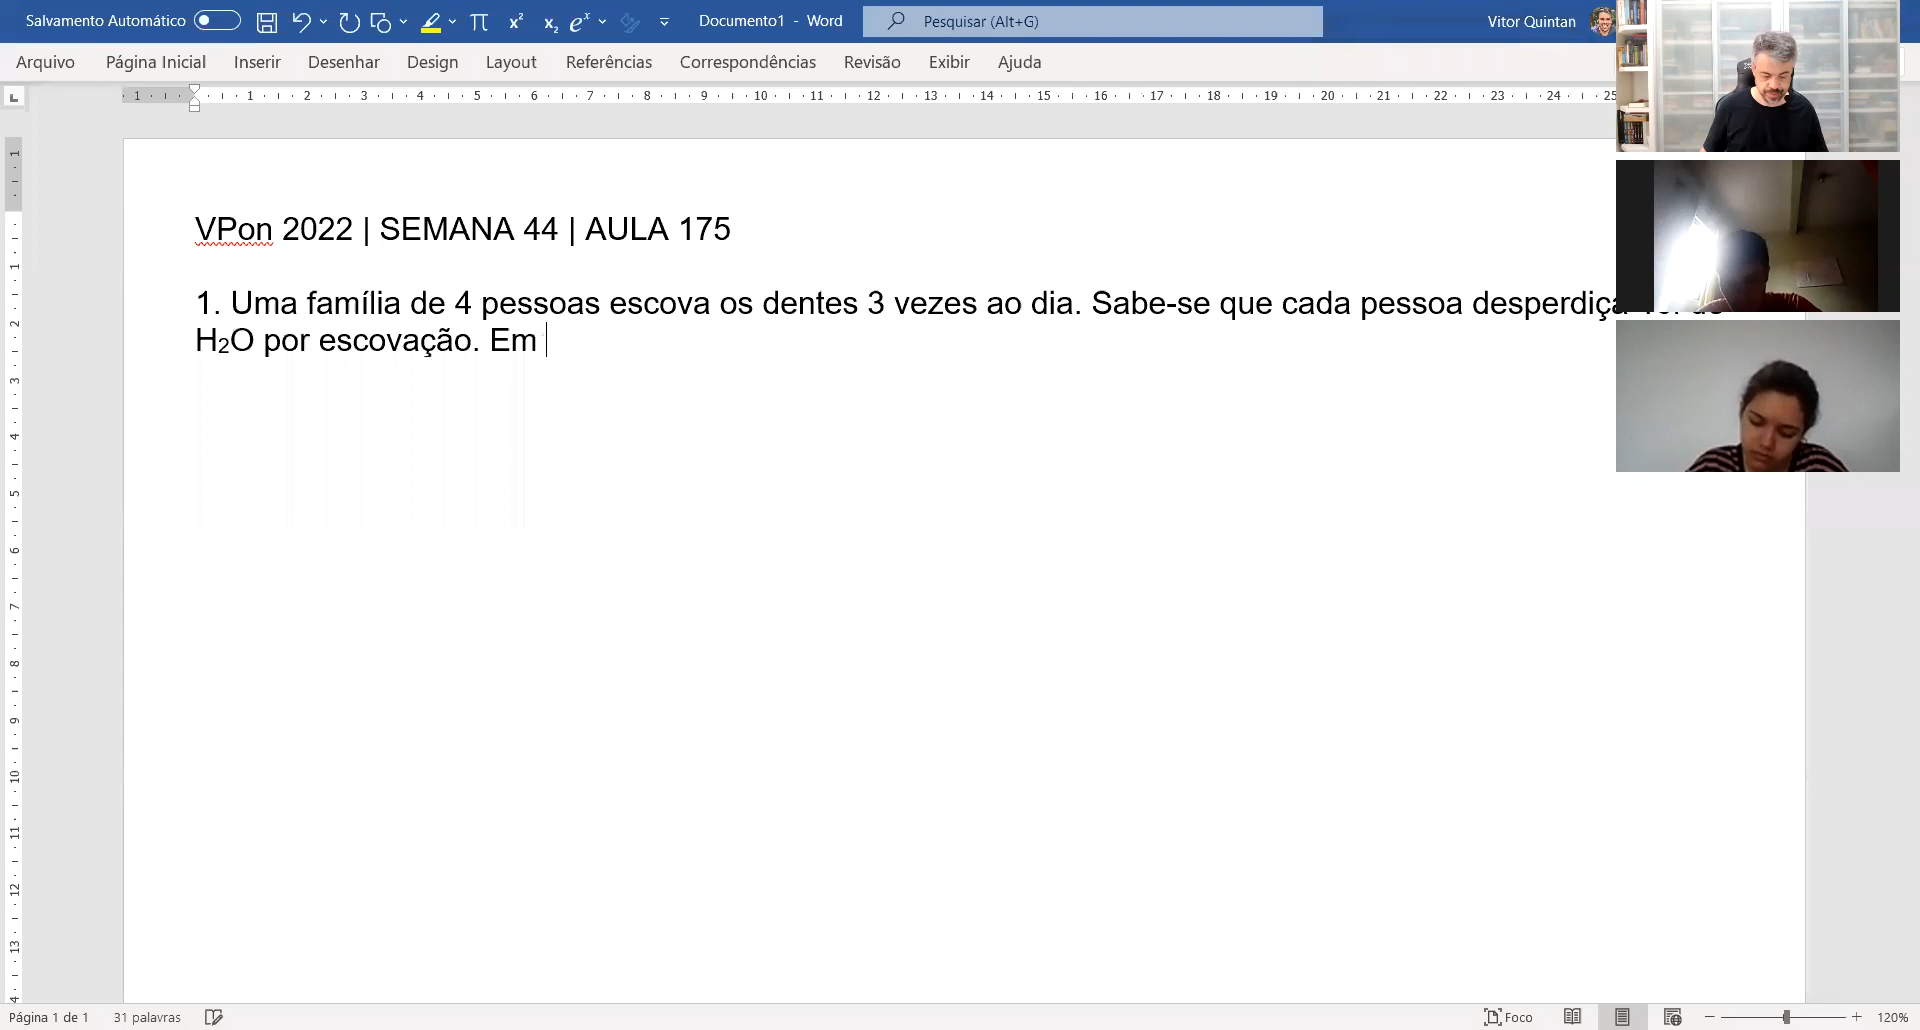 Salvamento Automático
Documento1 - Word
Pesquisar (Alt+G)
Vitor Quintan
Arquivo Página Inicial Inserir Desenhar Design Layout Referências Correspondências Revisão Exibir Ajuda
VPon 2022 | SEMANA 44 | AULA 175
1. Uma família de 4 pessoas escova os dentes 3 vezes ao dia. Sabe-se que cada pessoa desperdiça
H₂O por escovação. Em
Página 1 de 1 31 palavras Foco 120%